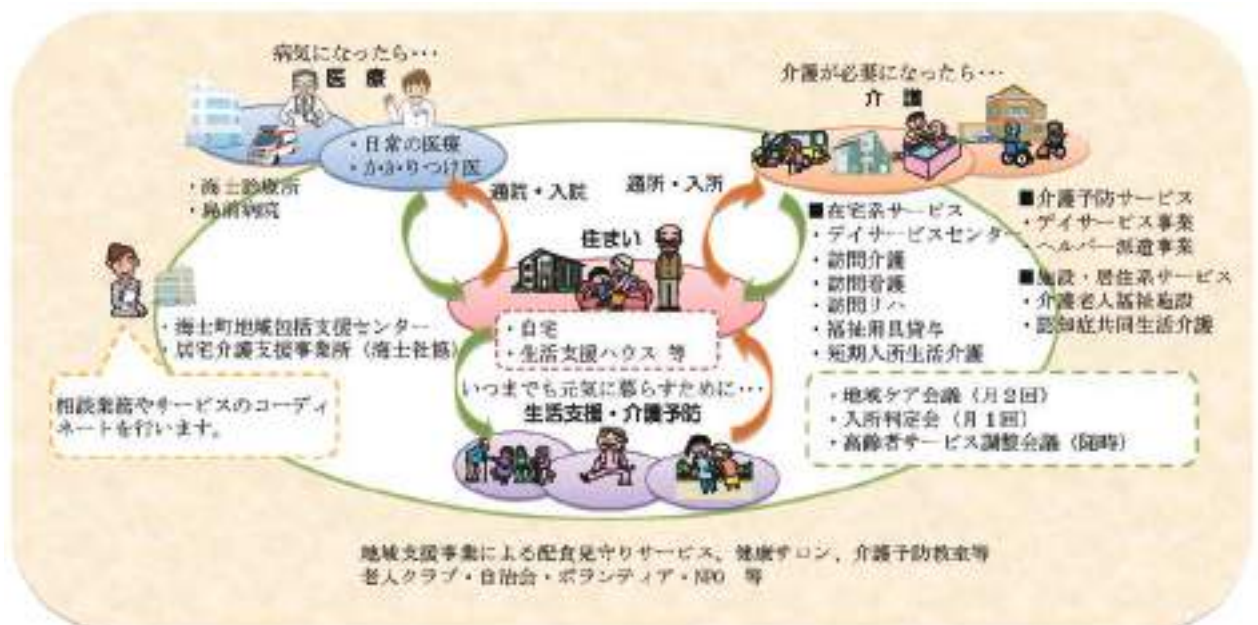 病気になったら・・・
医 療
・日常の医療
・かかりつけ医
・海士診療所
・島前病院
通院・入院
通所・入所
介護が必要になったら・・・
介 護
■在宅系サービス
・デイサービスセンター
・訪問介護
・訪問看護
・訪問リハ
・福祉用具貸与
・短期入所生活介護
■介護予防サービス
・デイサービス事業
・ヘルパー派遣事業
■施設・居住系サービス
・介護老人福祉施設
・認知症共同生活介護
住まい
・自宅
・生活支援ハウス 等
・海士町地域包括支援センター
・居宅介護支援事業所（海士社協）
相談業務やサービスのコーディ
ネートを行います。
いつまでも元気に暮らすために・・・
生活支援・介護予防
・地域ケア会議（月２回）
・入所判定会（月１回）
・高齢者サービス調整会議（随時）
地域支援事業による配食見守りサービス、健康サロン、介護予防教室等
老人クラブ・自治会・ボランティア・NPO 等